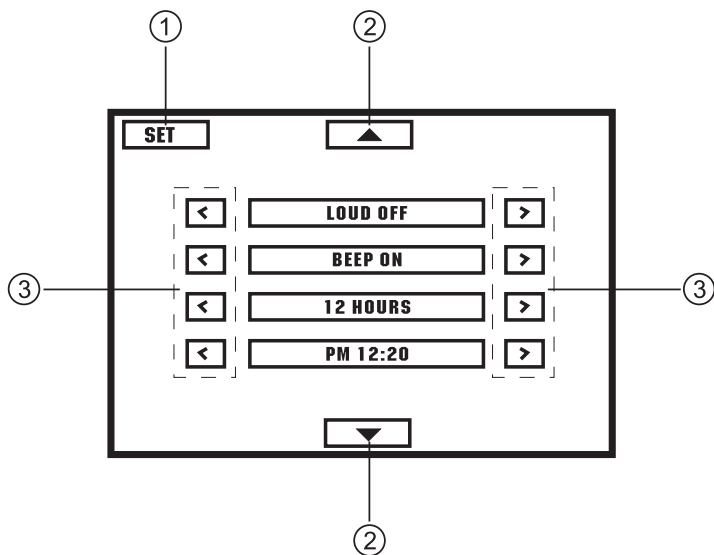 ① ②
SET ▲
< LOUD OFF >
< BEEP ON >
③ ③
< 12 HOURS >
< PM 12:20 >
▼
②